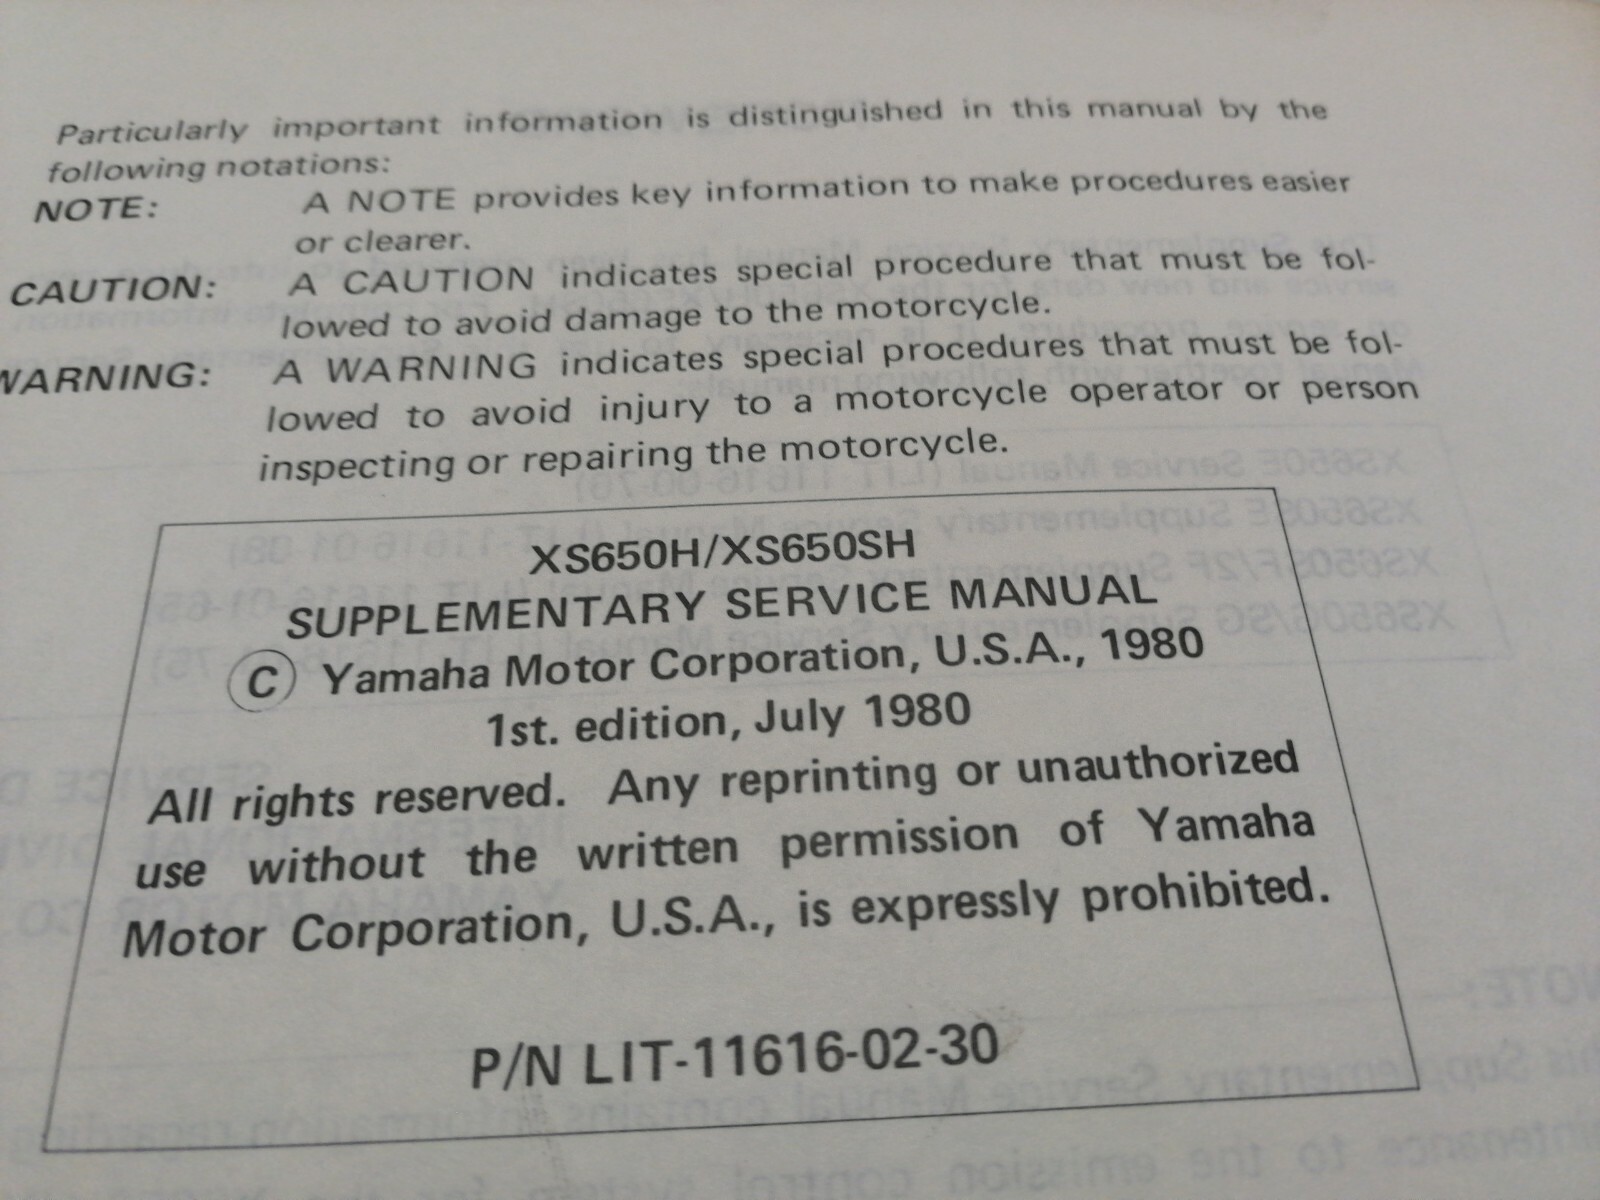 Particularly important information is distinguished in this manual by the
following notations:
NOTE: A NOTE provides key information to make procedures easier
or clearer.
CAUTION: A CAUTION indicates special procedure that must be fol-
lowed to avoid damage to the motorcycle.
WARNING: A WARNING indicates special procedures that must be fol-
lowed to avoid injury to a motorcycle operator or person
inspecting or repairing the motorcycle.
XS650H/XS650SH
SUPPLEMENTARY SERVICE MANUAL
© Yamaha Motor Corporation, U.S.A., 1980
1st. edition, July 1980
All rights reserved. Any reprinting or unauthorized
use without the written permission of Yamaha
Motor Corporation, U.S.A., is expressly prohibited.
P/N LIT-11616-02-30